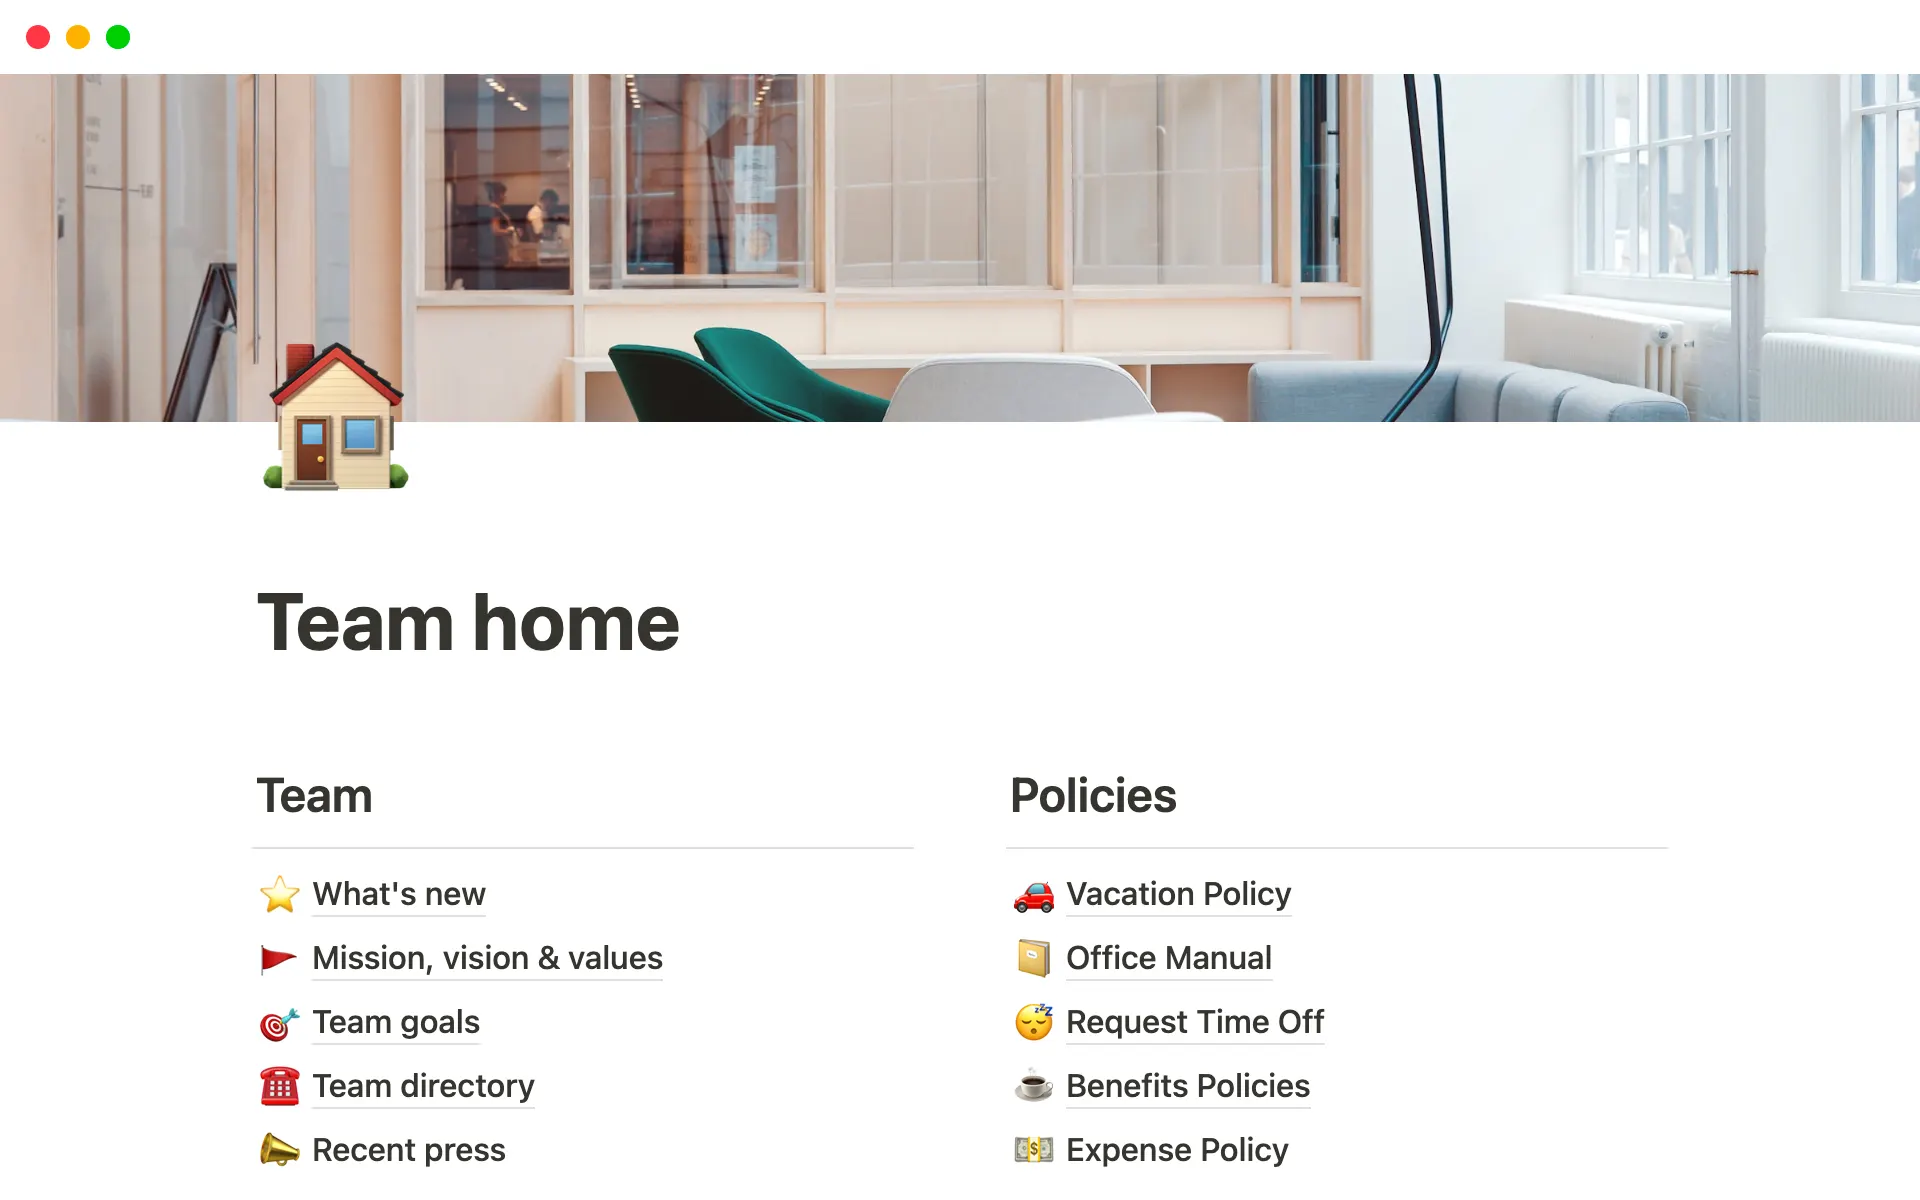 Team home
Team
What's new
Mission, vision & values
Team goals
Team directory
Recent press
Policies
Vacation Policy
Office Manual
Request Time Off
Benefits Policies
Expense Policy